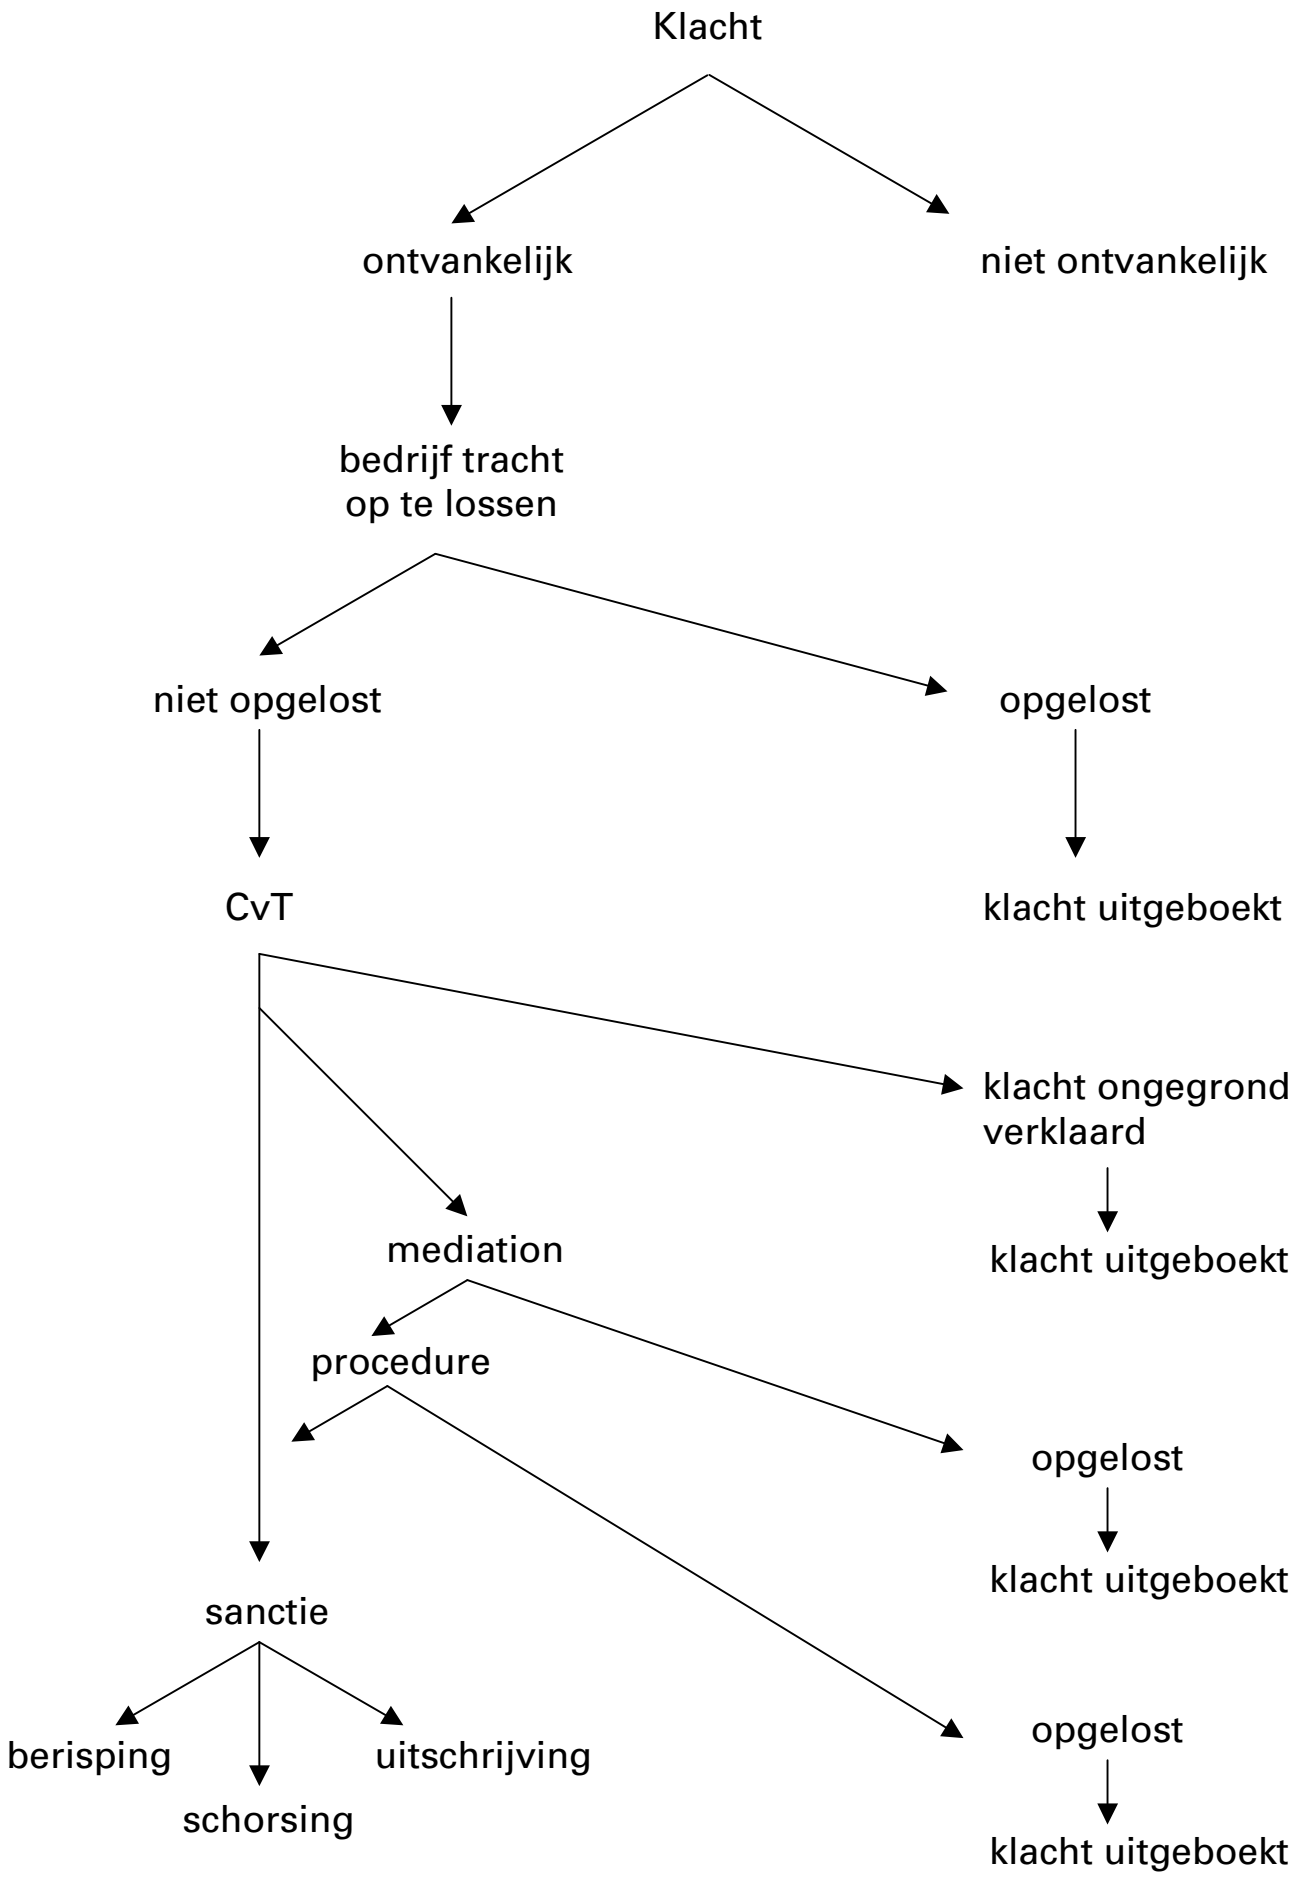 Klacht
ontvankelijk
niet ontvankelijk
bedrijf tracht
op te lossen
niet opgelost
opgelost
CvT
klacht uitgeboekt
klacht ongegrond
verklaard
klacht uitgeboekt
mediation
procedure
opgelost
klacht uitgeboekt
sanctie
berisping
uitschrijving
schorsing
opgelost
klacht uitgeboekt